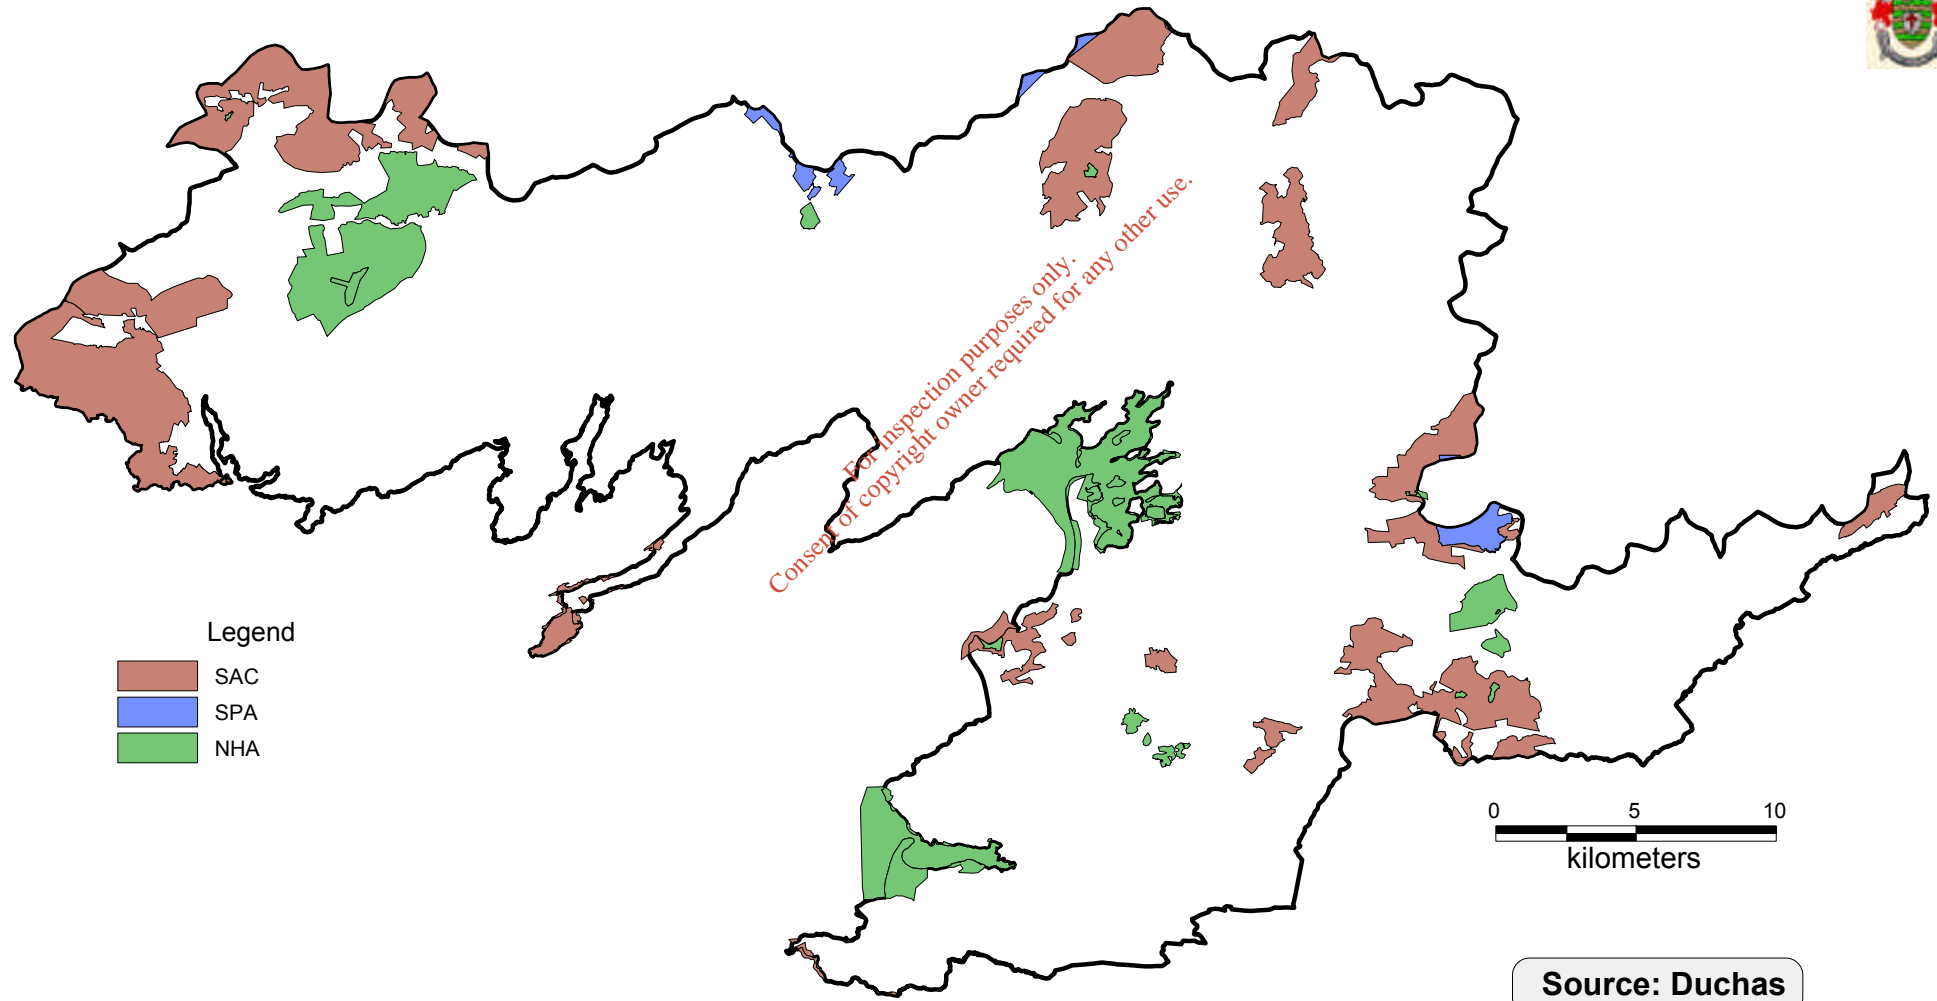 For inspection purposes only.
Consent of copyright owner required for any other use.
Legend
SAC
SPA
NHA
0 5 10
kilometers
Source: Duchas